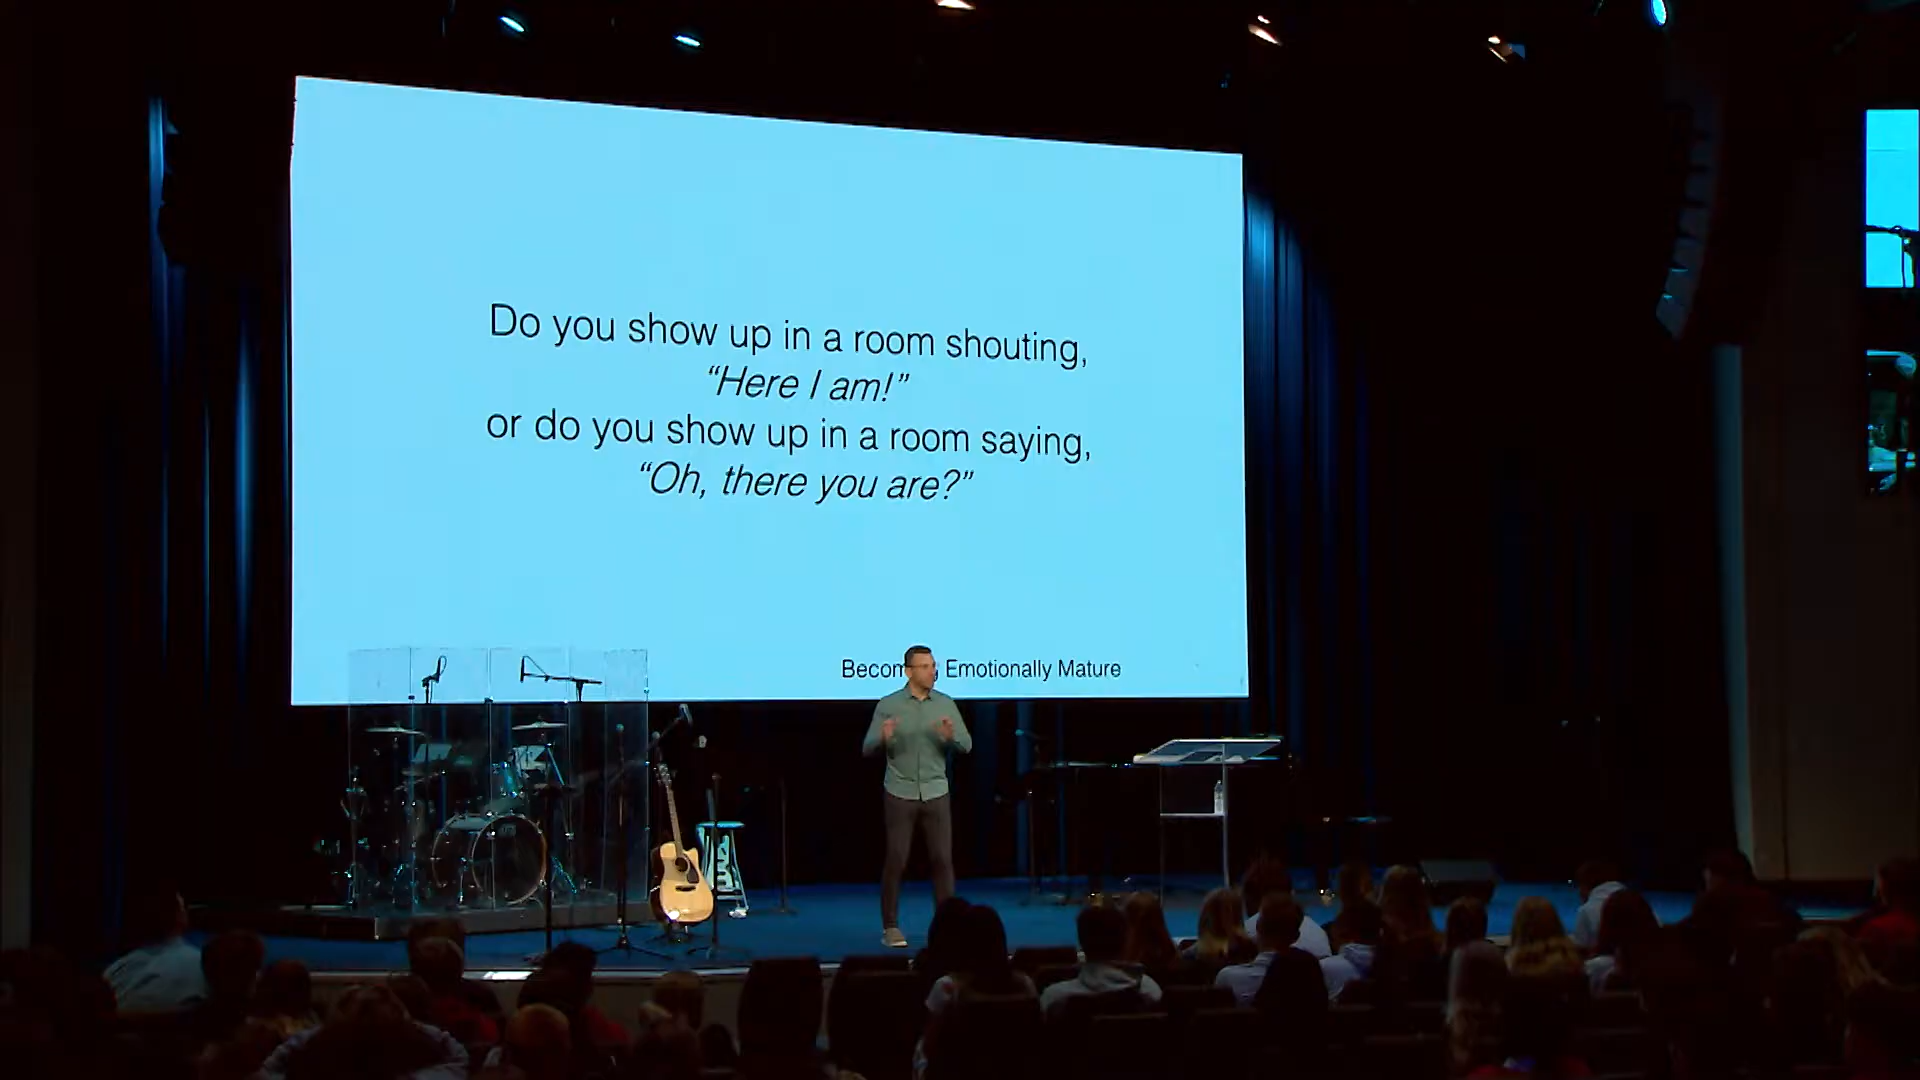 Do you show up in a room shouting,
“Here I am!”
or do you show up in a room saying,
“Oh, there you are?”
Becoming Emotionally Mature